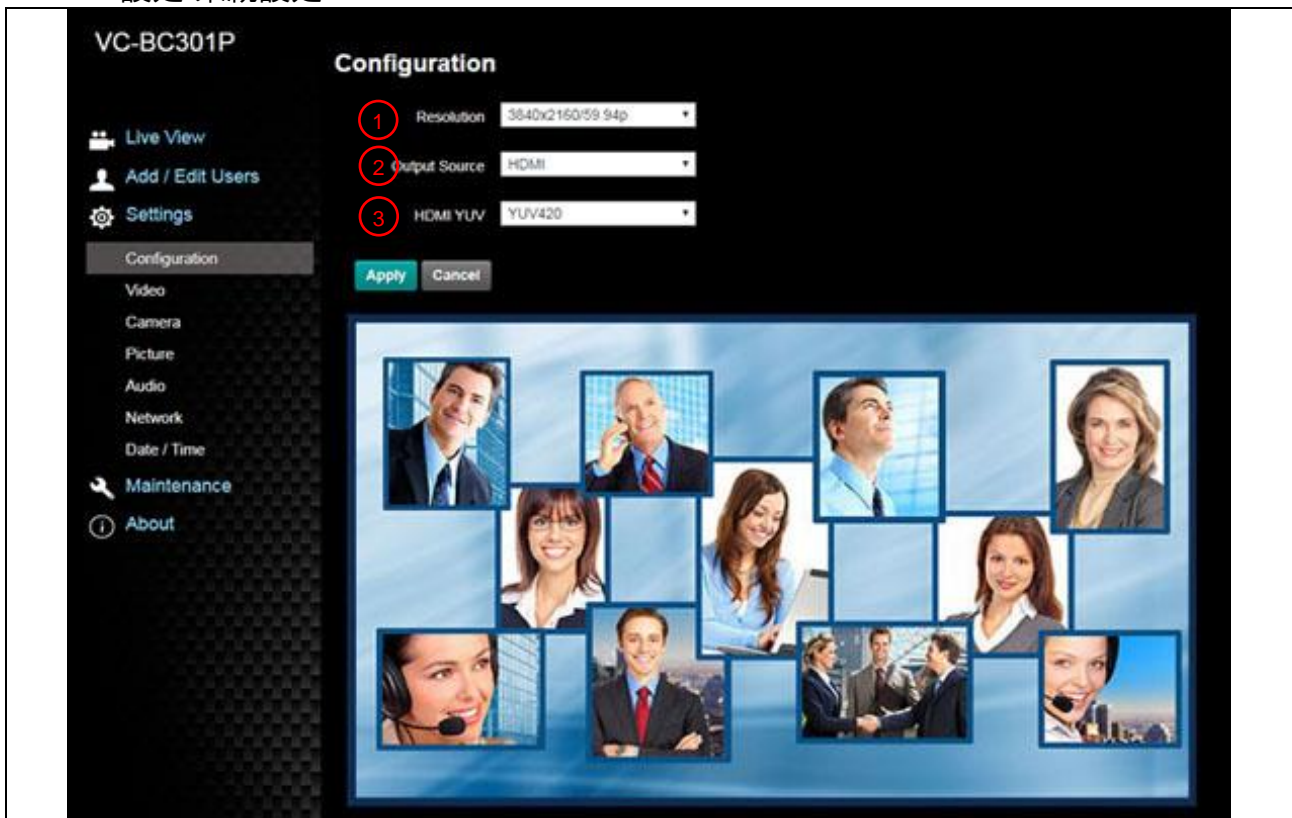 VC-BC301P
Live View
Add / Edit Users
Settings
Configuration
Video
Camera
Picture
Audio
Network
Date / Time
Maintenance
About
Configuration
1 Resolution 3840x2160/59.94p
2 Output Source HDMI
3 HDMI YUV YUV420
Apply Cancel